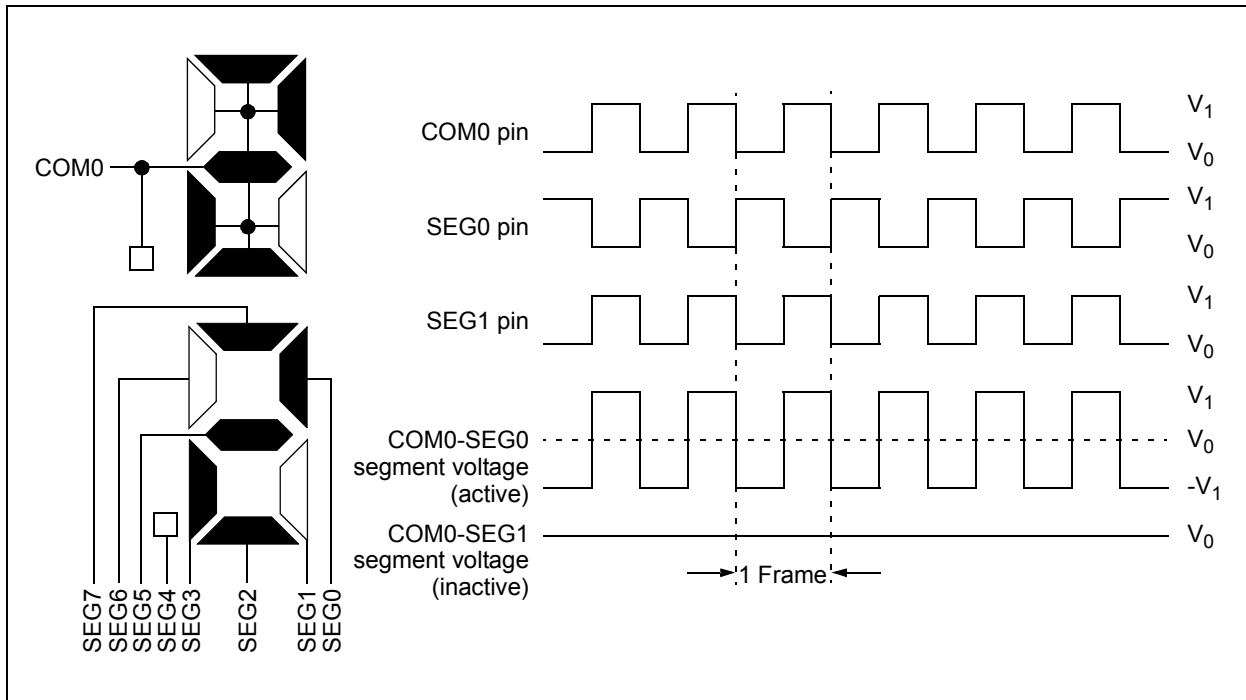 COM0
SEG7
SEG6
SEG5
SEG4
SEG3
SEG2
SEG1
SEG0
COM0 pin
V1
V0
SEG0 pin
V1
V0
SEG1 pin
V1
V0
COM0-SEG0
segment voltage
(active)
V1
V0
-V1
COM0-SEG1
segment voltage
(inactive)
V0
1 Frame